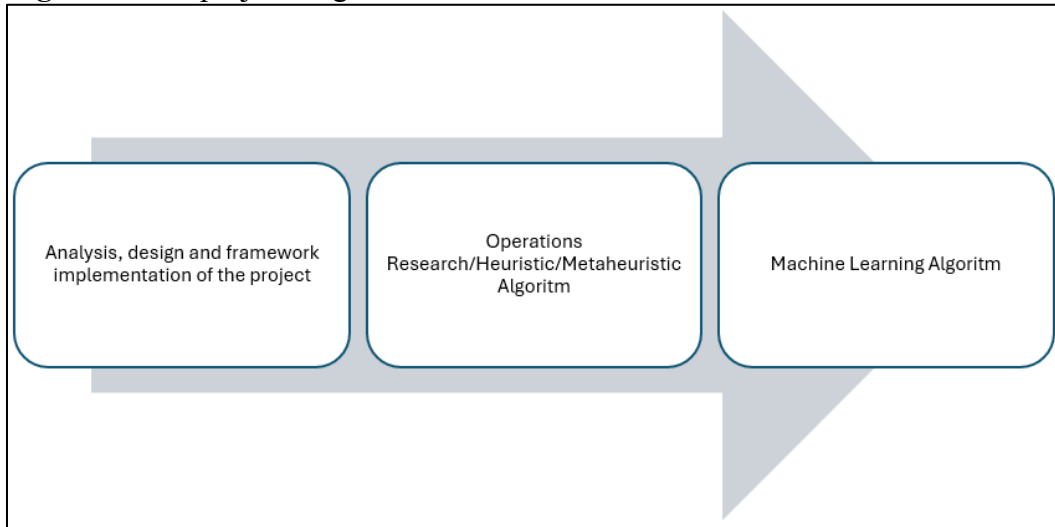 Analysis, design and framework
implementation of the project
Operations
Research/Heuristic/Metaheuristic
Algoritm
Machine Learning Algoritm